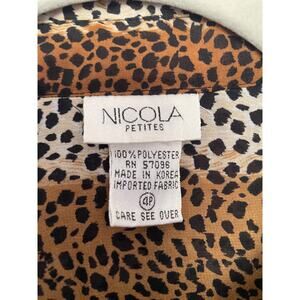 NICOLA
PETITES
100% POLYESTER
RN 57096
MADE IN KOREA
IMPORTED FABRIC
4P
CARE SEE OVER